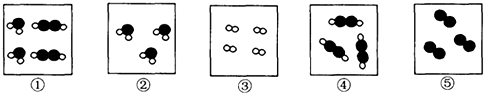 ① ② ③ ④ ⑤